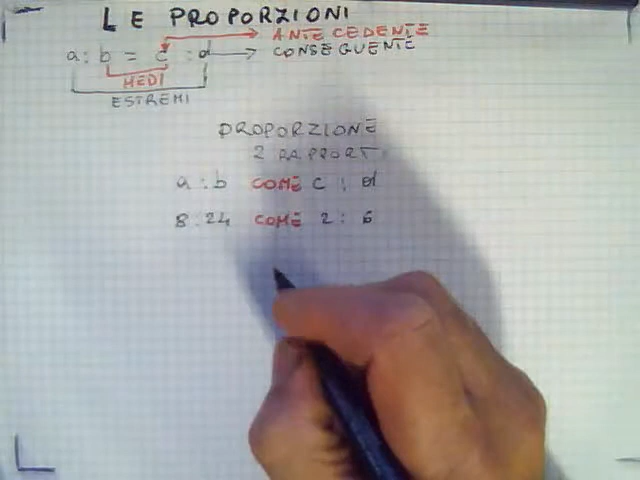 LE PROPORZIONI
ANTECEDENTE
a : b = c : d CONSEGUENTE
MEDI
ESTREMI
PROPORZIONE
2 RAPPORTI
a : b COME c : d
8 : 24 COME 2 : 6